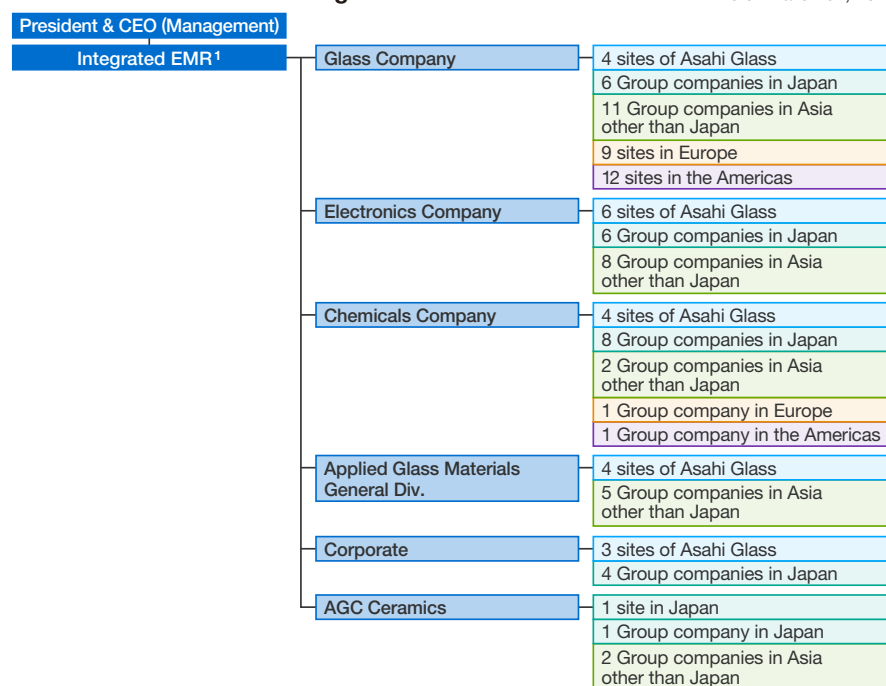 President & CEO (Management)
Integrated EMR1
Glass Company
4 sites of Asahi Glass
6 Group companies in Japan
11 Group companies in Asia
other than Japan
9 sites in Europe
12 sites in the Americas
Electronics Company
6 sites of Asahi Glass
6 Group companies in Japan
8 Group companies in Asia
other than Japan
Chemicals Company
4 sites of Asahi Glass
8 Group companies in Japan
2 Group companies in Asia
other than Japan
1 Group company in Europe
1 Group company in the Americas
Applied Glass Materials
General Div.
4 sites of Asahi Glass
5 Group companies in Asia
other than Japan
Corporate
3 sites of Asahi Glass
4 Group companies in Japan
AGC Ceramics
1 site in Japan
1 Group company in Japan
2 Group companies in Asia
other than Japan